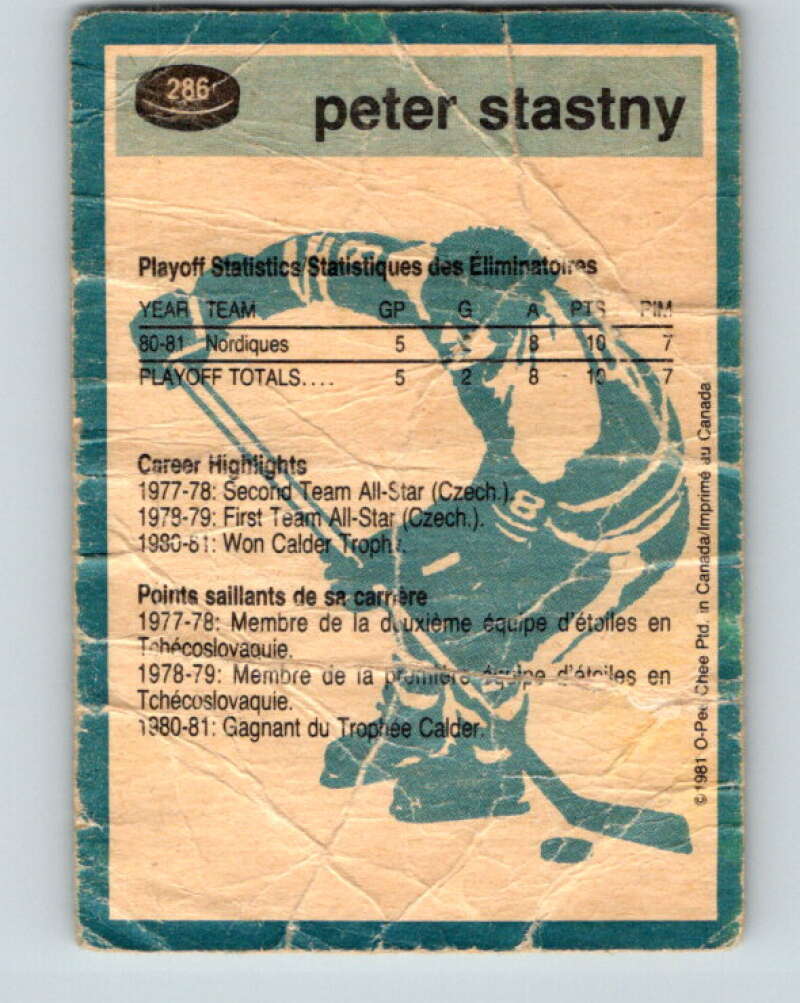 286
peter stastny
Playoff Statistics/Statistiques des Éliminatoires
YEAR TEAM GP G A PTS PIM
80-81 Nordiques 5 8 10 7
PLAYOFF TOTALS.... 5 2 8 10 7
Career Highlights
1977-78: Second Team All-Star (Czech.).
1978-79: First Team All-Star (Czech.).
1980-81: Won Calder Trophy.
Points saillants de sa carrière
1977-78: Membre de la deuxième équipe d'étoiles en
Tchécoslovaquie.
1978-79: Membre de la première équipe d'étoiles en
Tchécoslovaquie.
1980-81: Gagnant du Trophée Calder.
8
© 1981 O-Pee Chee Ptd. in Canada/Imprimé au Canada